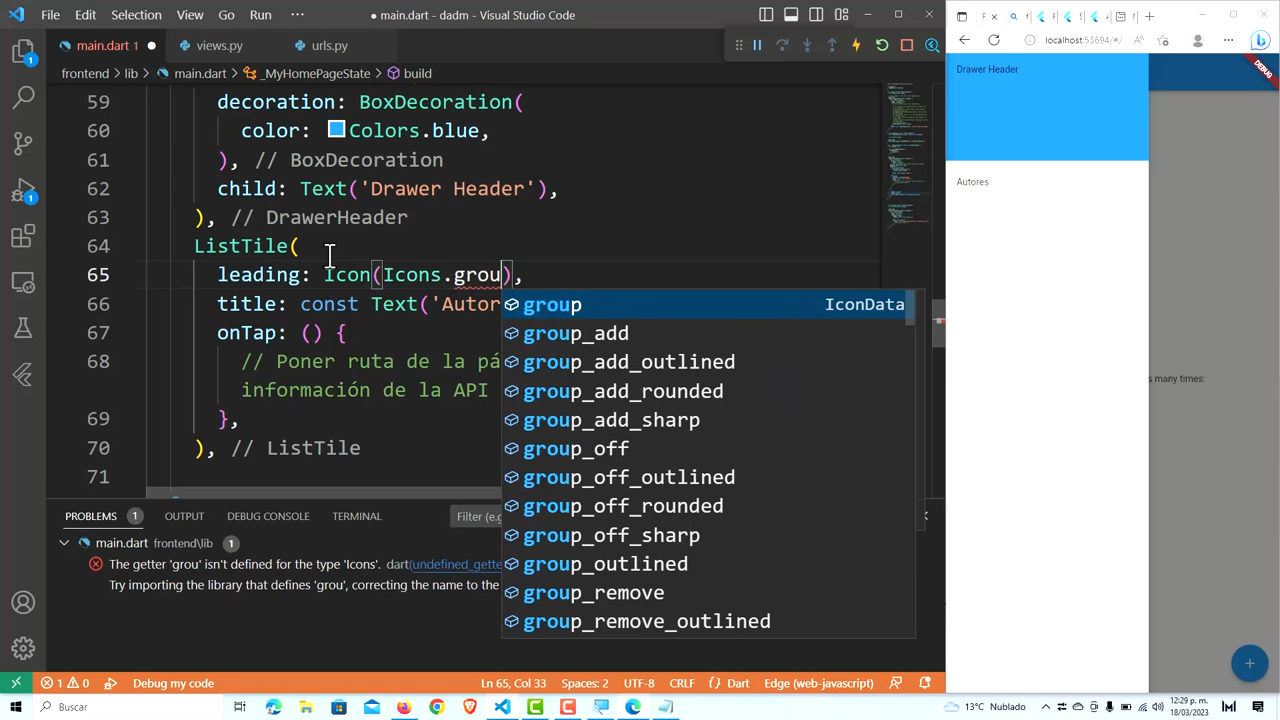 File Edit Selection View Go Run ··· ● main.dart - dadm - Visual Studio Code
main.dart 1 ● views.py urls.py
frontend > lib > main.dart > _MyHomePageState > build
59 decoration: BoxDecoration(
60 color: Colors.blue,
61 ), // BoxDecoration
62 child: Text('Drawer Header'),
63 ), // DrawerHeader
64 ListTile(
65 leading: Icon(Icons.grou),
66 title: const Text('Autor
67 onTap: () {
68 // Poner ruta de la pá
información de la API
69 },
70 ), // ListTile
71
group IconData
group_add
group_add_outlined
group_add_rounded
group_add_sharp
group_off
group_off_outlined
group_off_rounded
group_off_sharp
group_outlined
group_remove
group_remove_outlined
PROBLEMS 1 OUTPUT DEBUG CONSOLE TERMINAL Filter (e.g
main.dart frontend\lib 1
The getter 'grou' isn't defined for the type 'Icons'. dart(undefined_gette
Try importing the library that defines 'grou', correcting the name to the
1 0 Debug my code Ln 65, Col 33 Spaces: 2 UTF-8 CRLF Dart Edge (web-javascript)
localhost:53694/#/
DEBUG
Drawer Header
Autores
s many times:
Buscar 13°C Nublado 12:29 p. m.
18/03/2023